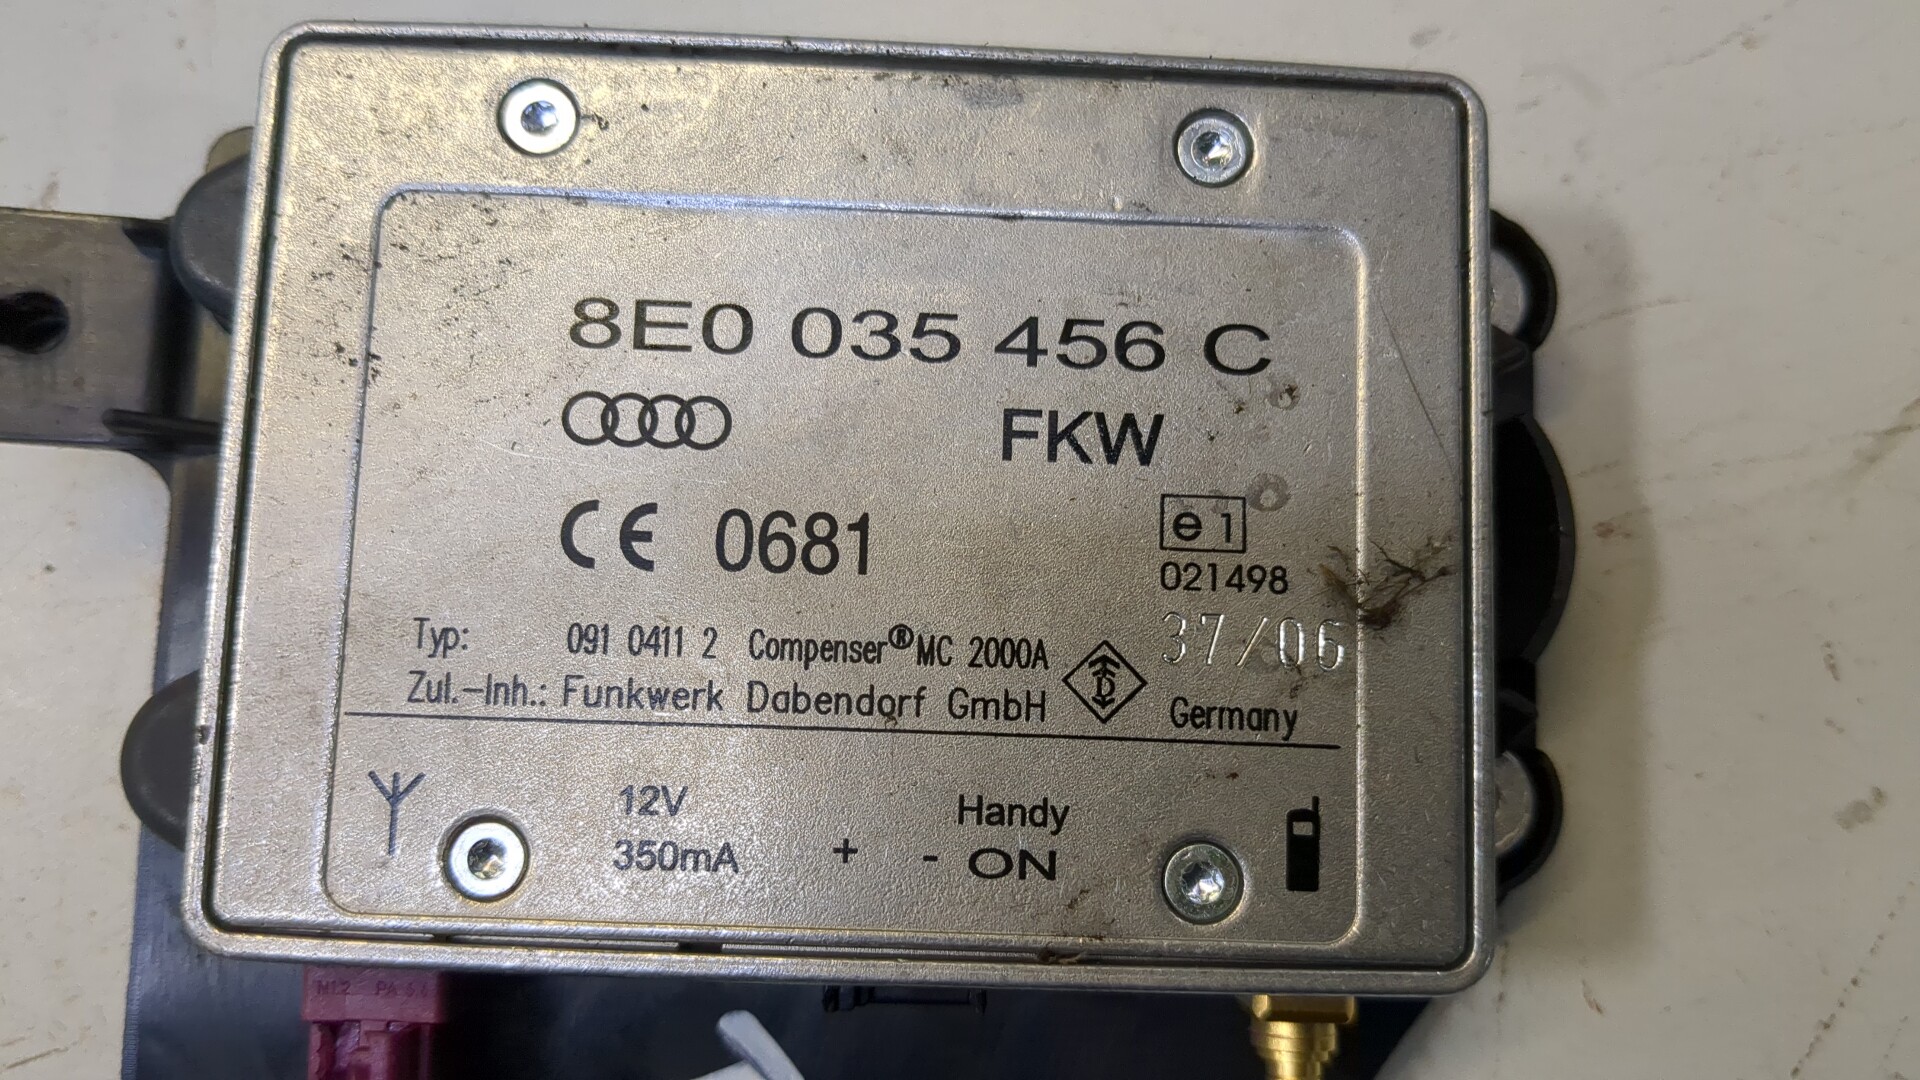 8E0 035 456 C
FKW
CE 0681
e 1
021498
37/06
Typ: 091 0411 2 Compenser® MC 2000A
Zul.-Inh.: Funkwerk Dabendorf GmbH
D
Germany
12V
350mA
+ -
Handy
ON